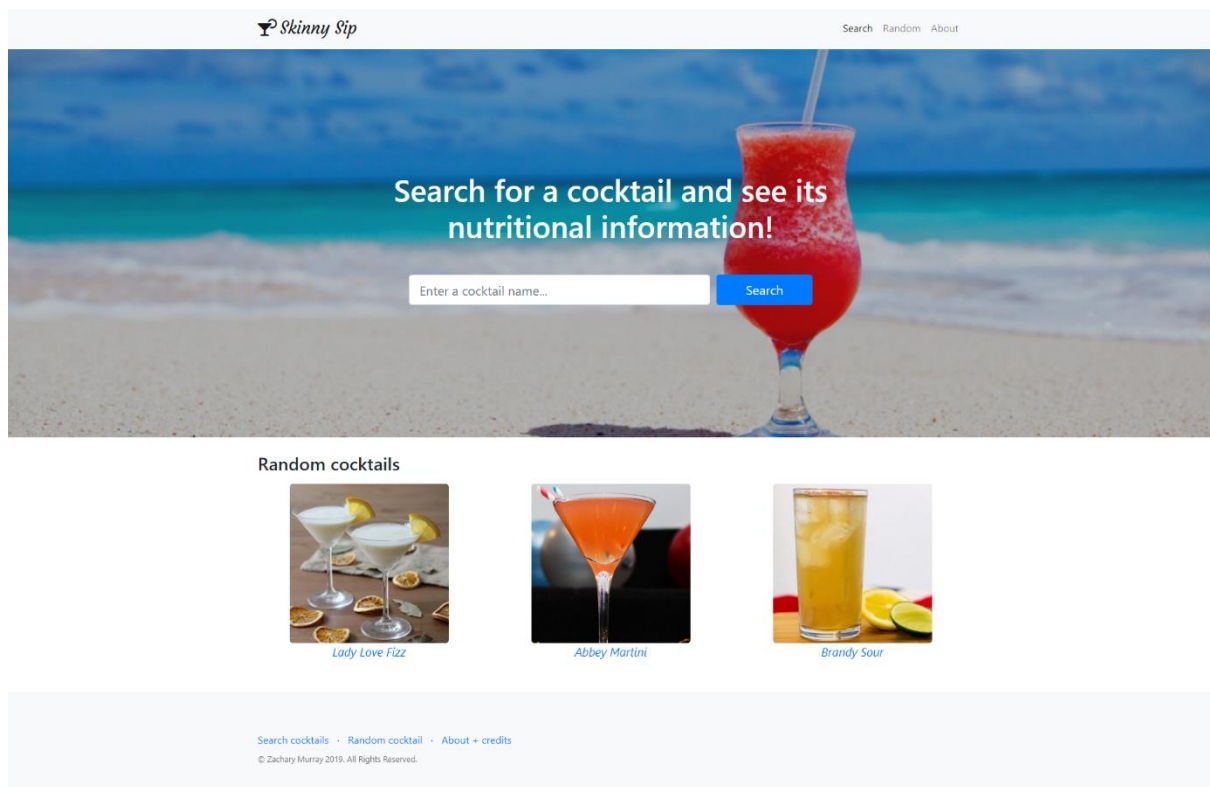 Skinny Sip
Search Random About
Search for a cocktail and see its
nutritional information!
Enter a cocktail name... Search
Random cocktails
Lady Love Fizz Abbey Martini Brandy Sour
Search cocktails · Random cocktail · About + credits
© Zachary Murray 2019. All Rights Reserved.